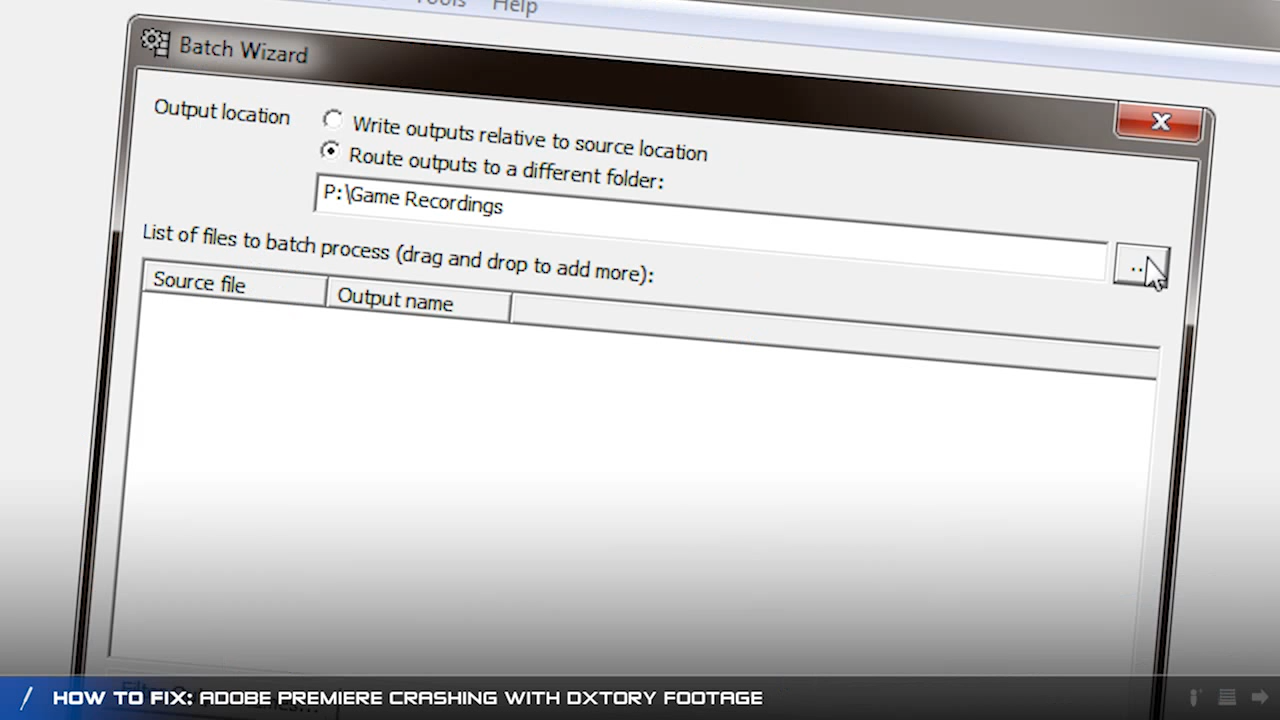 Tools Help
Batch Wizard
Output location
Write outputs relative to source location
Route outputs to a different folder:
P:\Game Recordings
..
List of files to batch process (drag and drop to add more):
Source file Output name
/ HOW TO FIX: ADOBE PREMIERE CRASHING WITH DXTORY FOOTAGE